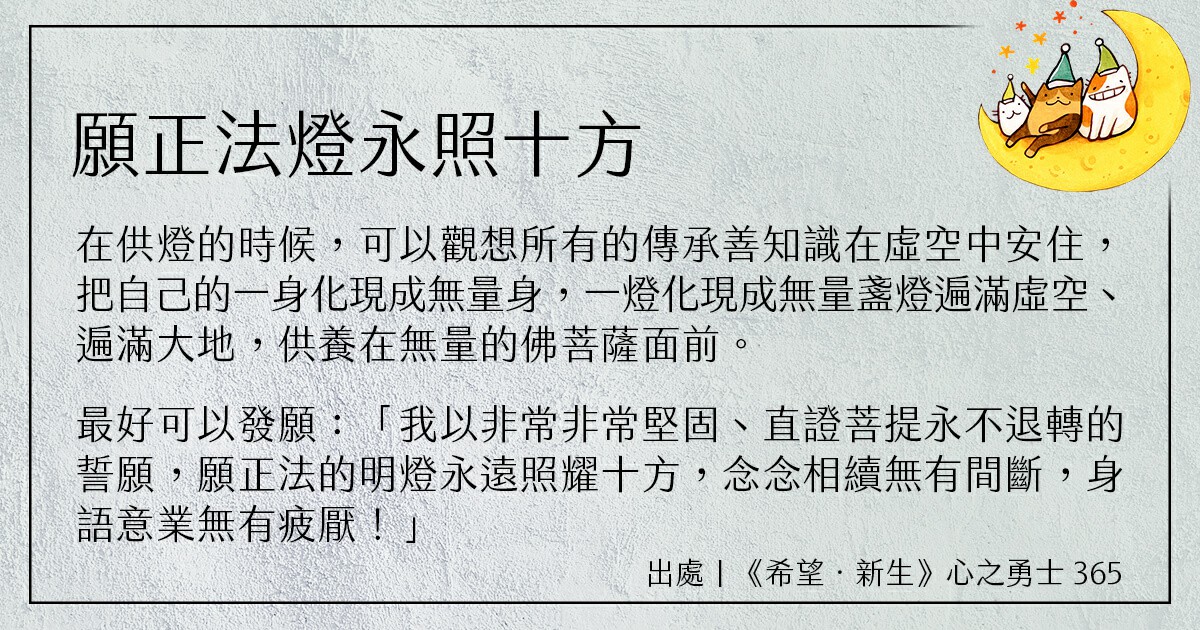 願正法燈永照十方
在供燈的時候，可以觀想所有的傳承善知識在虛空中安住，
把自己的一身化現成無量身，一燈化現成無量盞燈遍滿虛空、
遍滿大地，供養在無量的佛菩薩面前。
最好可以發願：「我以非常非常堅固、直證菩提永不退轉的
誓願，願正法的明燈永遠照耀十方，念念相續無有間斷，身
語意業無有疲厭！」
出處｜《希望．新生》心之勇士 365